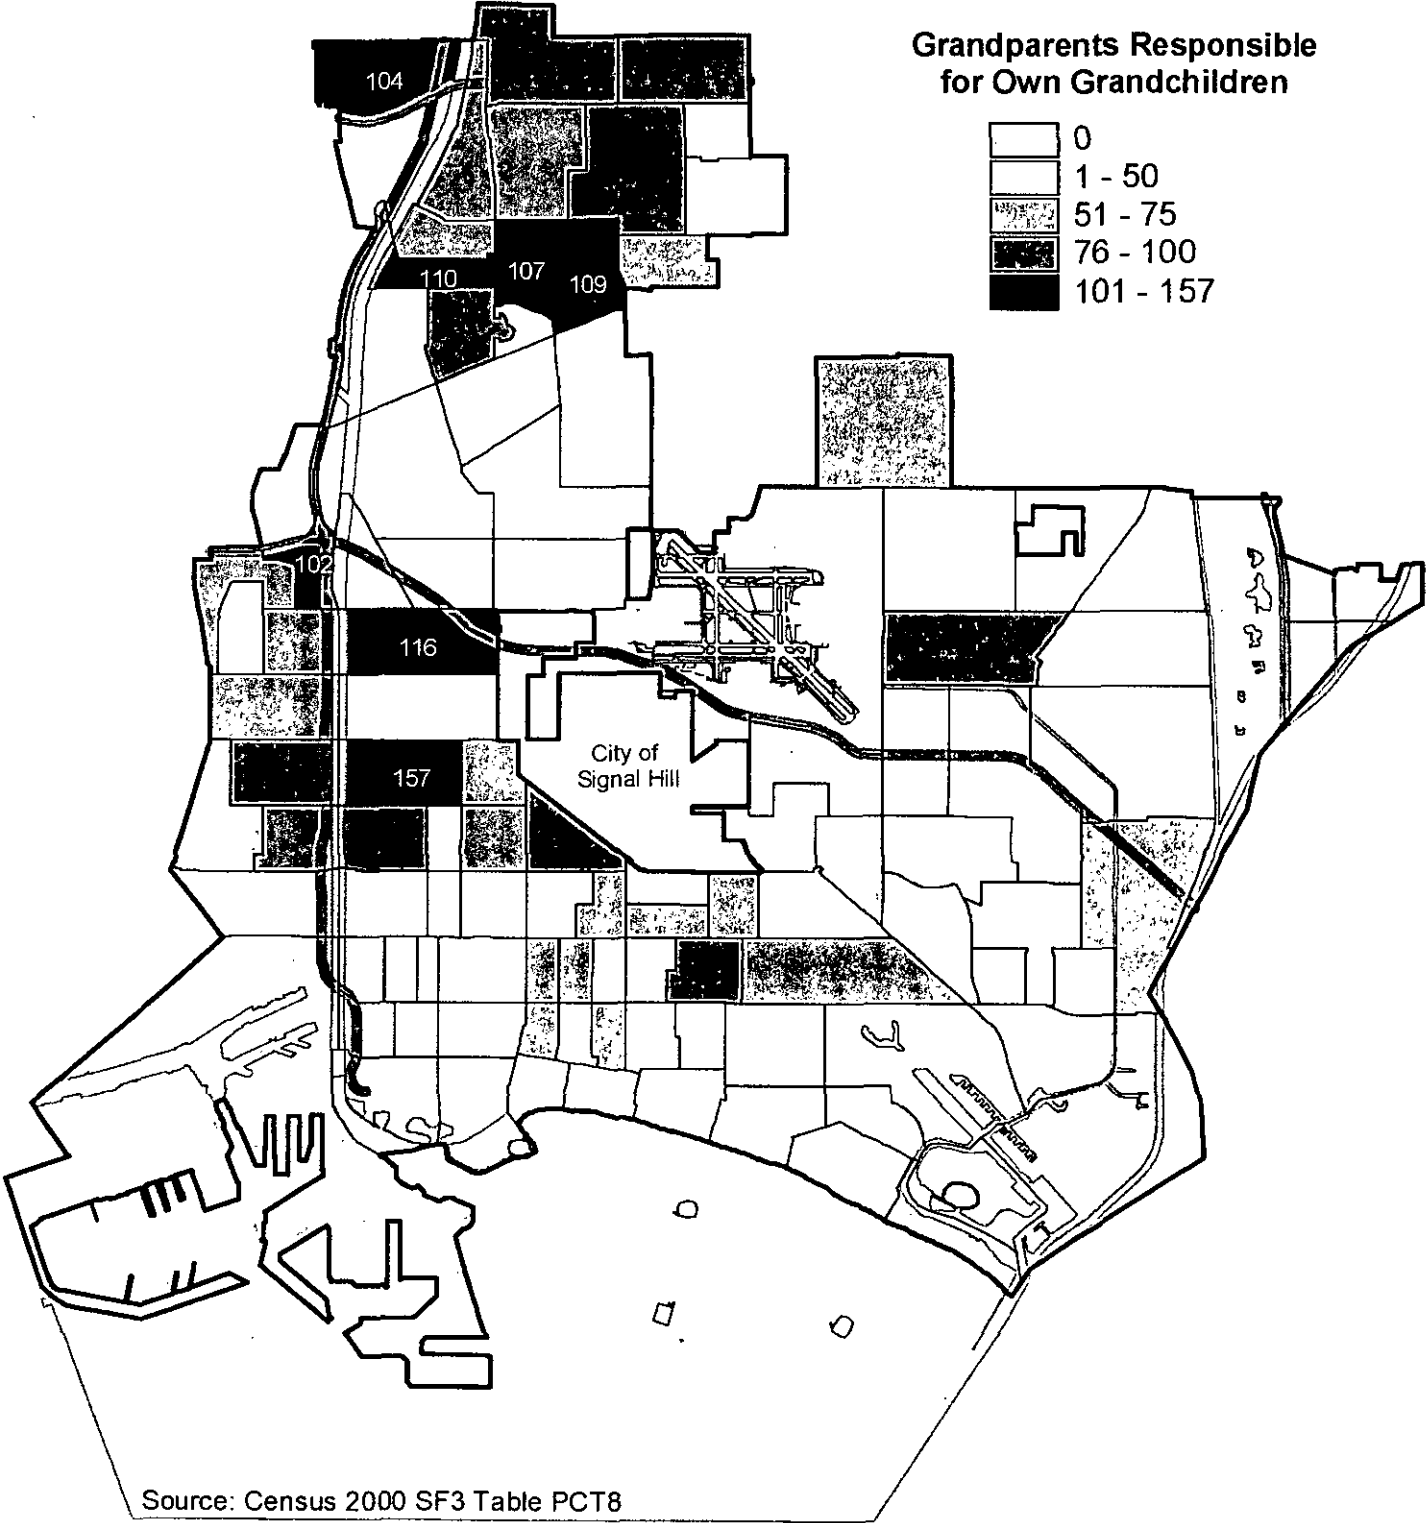 Grandparents Responsible
for Own Grandchildren
0
1 - 50
51 - 75
76 - 100
101 - 157
104
110
107
109
102
116
157
City of
Signal Hill
Source: Census 2000 SF3 Table PCT8